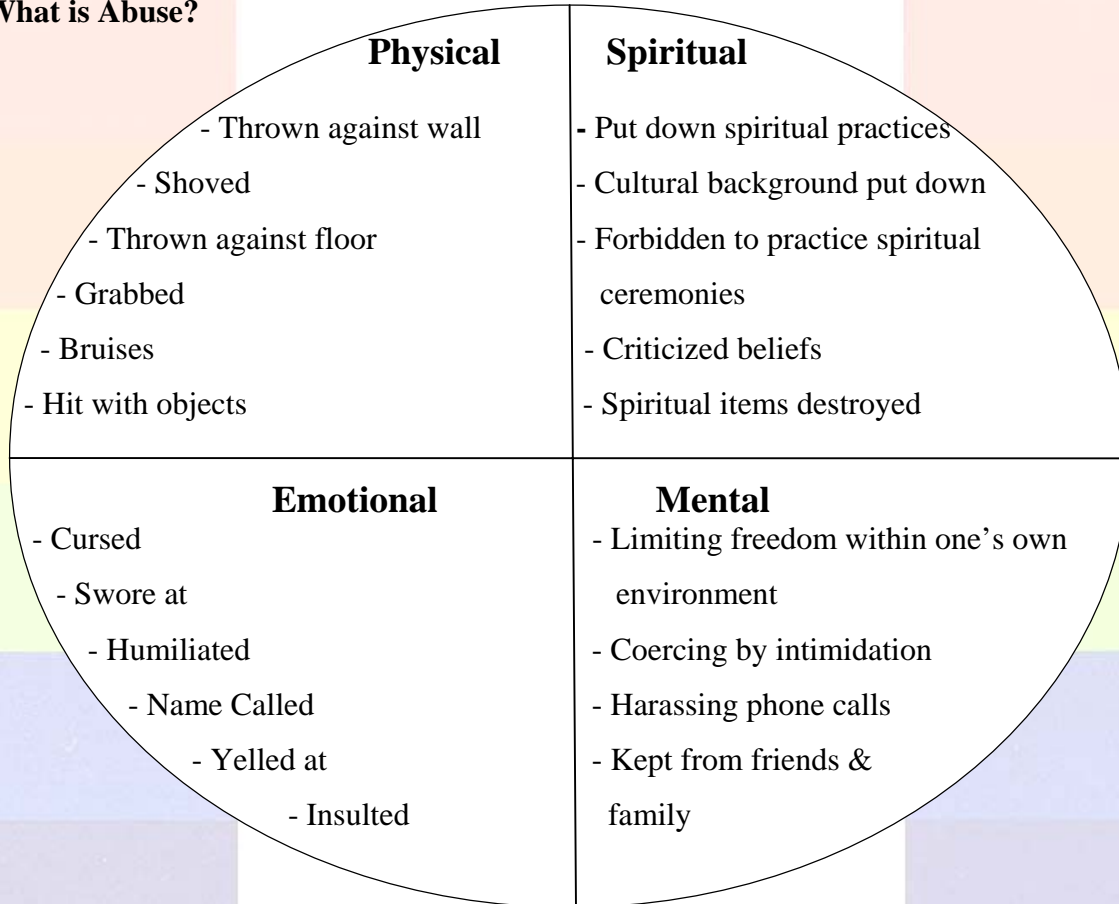 What is Abuse?
Physical
- Thrown against wall
- Shoved
- Thrown against floor
- Grabbed
- Bruises
- Hit with objects
Spiritual
- Put down spiritual practices
- Cultural background put down
- Forbidden to practice spiritual
ceremonies
- Criticized beliefs
- Spiritual items destroyed
Emotional
- Cursed
- Swore at
- Humiliated
- Name Called
- Yelled at
- Insulted
Mental
- Limiting freedom within one’s own
environment
- Coercing by intimidation
- Harassing phone calls
- Kept from friends &
family